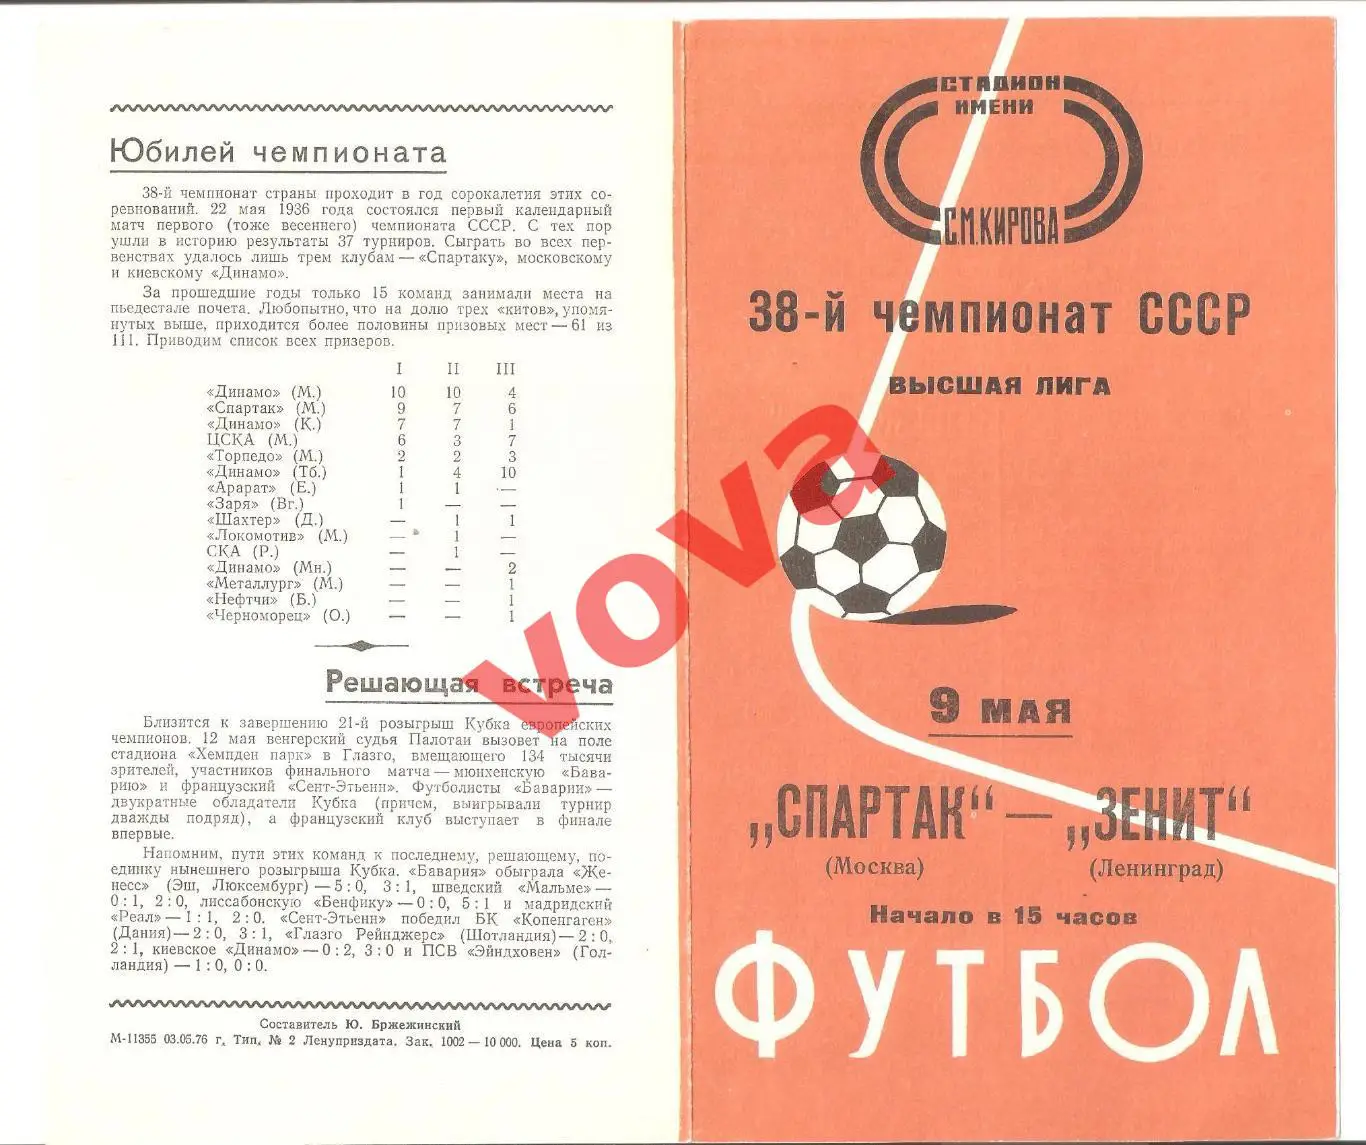 Юбилей чемпионата
38-й чемпионат страны проходит в год сорокалетия этих со-
ревнований. 22 мая 1936 года состоялся первый календарный
матч первого (тоже весеннего) чемпионата СССР. С тех пор
ушли в историю результаты 37 турниров. Сыграть во всех пер-
венствах удалось лишь трем клубам — «Спартаку», московскому
и киевскому «Динамо».
За прошедшие годы только 15 команд занимали места на
пьедестале почета. Любопытно, что на долю трех «китов», упомя-
нутых выше, приходится более половины призовых мест — 61 из
111. Приводим список всех призеров.
I II III
«Динамо» (М.) 10 10 4
«Спартак» (М.) 9 7 6
«Динамо» (К.) 7 7 1
ЦСКА (М.) 6 3 7
«Торпедо» (М.) 2 2 3
«Динамо» (Тб.) 1 4 10
«Арарат» (Е.) 1 1 —
«Заря» (Вг.) 1 — —
«Шахтер» (Д.) — 1 1
«Локомотив» (М.) — 1 —
СКА (Р.) — 1 —
«Динамо» (Мн.) — — 2
«Металлург» (М.) — — 1
«Нефтчи» (Б.) — — 1
«Черноморец» (О.) — — 1
Решающая встреча
Близится к завершению 21-й розыгрыш Кубка европейских
чемпионов. 12 мая венгерский судья Палотаи вызовет на поле
стадиона «Хемпден парк» в Глазго, вмещающего 134 тысячи
зрителей, участников финального матча — мюнхенскую «Бава-
рию» и французский «Сент-Этьенн». Футболисты «Баварии» —
двукратные обладатели Кубка (причем, выигрывали турнир
дважды подряд), а французский клуб выступает в финале
впервые.
Напомним, пути этих команд к последнему, решающему, по-
единку нынешнего розыгрыша Кубка. «Бавария» обыграла «Же-
несс» (Эш, Люксембург) — 5:0, 3:1, шведский «Мальме» —
0:1, 2:0, лиссабонскую «Бенфику» — 0:0, 5:1 и мадридский
«Реал» — 1:1, 2:0. «Сент-Этьенн» победил БК «Копенгаген»
(Дания) — 2:0, 3:1, «Глазго Рейнджерс» (Шотландия) — 2:0,
2:1, киевское «Динамо» — 0:2, 3:0 и ПСВ «Эйндховен» (Гол-
ландия) — 1:0, 0:0.
Составитель Ю. Бржежинский
М-11355 03.05.76 г. Тип. № 2 Ленуприздата. Зак. 1002 — 10 000. Цена 5 коп.
СТАДИОН
ИМЕНИ
С.М.КИРОВА
38-й чемпионат СССР
ВЫСШАЯ ЛИГА
9 МАЯ
„СПАРТАК“ — „ЗЕНИТ“
(Москва) (Ленинград)
Начало в 15 часов
ФУТБОЛ
vova